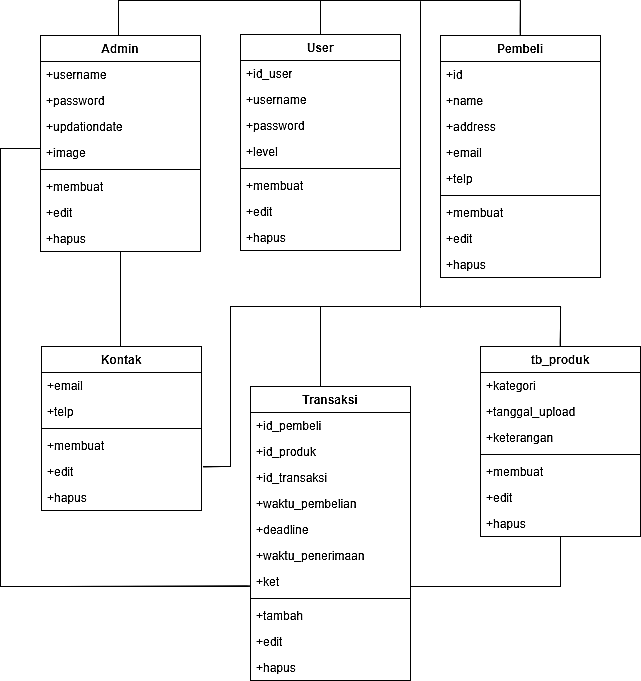 Admin
+username
+password
+updationdate
+image
+membuat
+edit
+hapus
User
+id_user
+username
+password
+level
+membuat
+edit
+hapus
Pembeli
+id
+name
+address
+email
+telp
+membuat
+edit
+hapus
Kontak
+email
+telp
+membuat
+edit
+hapus
Transaksi
+id_pembeli
+id_produk
+id_transaksi
+waktu_pembelian
+deadline
+waktu_penerimaan
+ket
+tambah
+edit
+hapus
tb_produk
+kategori
+tanggal_upload
+keterangan
+membuat
+edit
+hapus